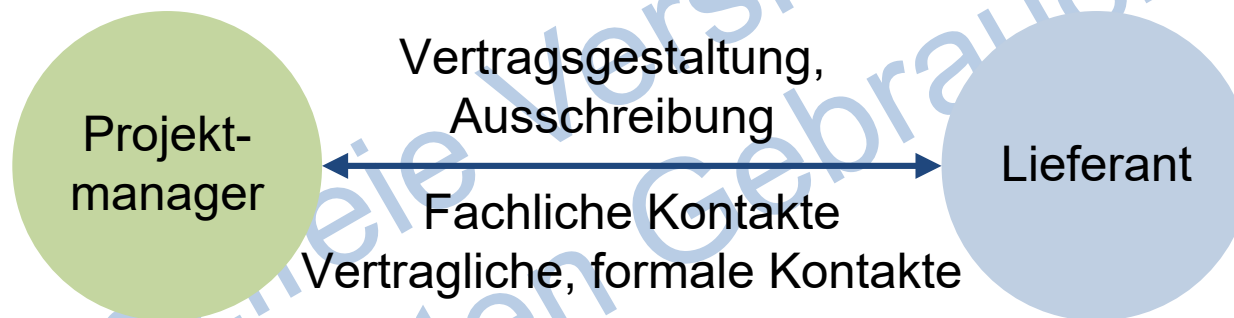 Projekt-
manager
Vertragsgestaltung,
Ausschreibung
Fachliche Kontakte
Vertragliche, formale Kontakte
Lieferant